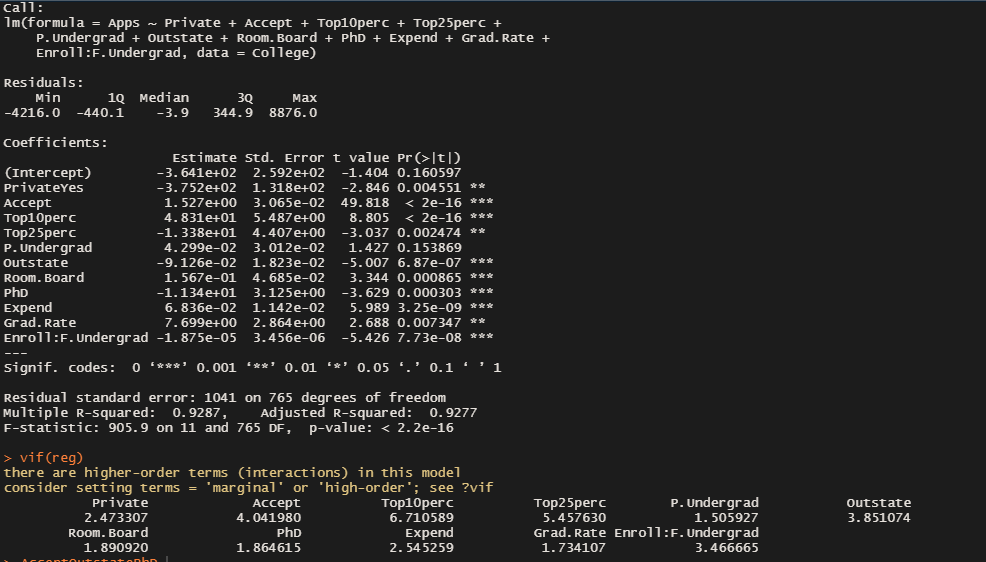 Call:
lm(formula = Apps ~ Private + Accept + Top10perc + Top25perc +
    P.Undergrad + Outstate + Room.Board + PhD + Expend + Grad.Rate +
    Enroll:F.Undergrad, data = College)

Residuals:
    Min      1Q  Median      3Q     Max
-4216.0  -440.1    -3.9   344.9  8876.0

Coefficients:
                     Estimate Std. Error t value Pr(>|t|)
(Intercept)        -3.641e+02  2.592e+02  -1.404 0.160597
PrivateYes         -3.752e+02  1.318e+02  -2.846 0.004551 **
Accept              1.527e+00  3.065e-02  49.818  < 2e-16 ***
Top10perc           4.831e+01  5.487e+00   8.805  < 2e-16 ***
Top25perc          -1.338e+01  4.407e+00  -3.037 0.002474 **
P.Undergrad         4.299e-02  3.012e-02   1.427 0.153869
Outstate           -9.126e-02  1.823e-02  -5.007 6.87e-07 ***
Room.Board          1.567e-01  4.685e-02   3.344 0.000865 ***
PhD                -1.134e+01  3.125e+00  -3.629 0.000303 ***
Expend              6.836e-02  1.142e-02   5.989 3.25e-09 ***
Grad.Rate           7.699e+00  2.864e+00   2.688 0.007347 **
Enroll:F.Undergrad -1.875e-05  3.456e-06  -5.426 7.73e-08 ***
---
Signif. codes:  0 ‘***’ 0.001 ‘**’ 0.01 ‘*’ 0.05 ‘.’ 0.1 ‘ ’ 1

Residual standard error: 1041 on 765 degrees of freedom
Multiple R-squared:  0.9287,    Adjusted R-squared:  0.9277
F-statistic: 905.9 on 11 and 765 DF,  p-value: < 2.2e-16

> vif(reg)
there are higher-order terms (interactions) in this model
consider setting terms = 'marginal' or 'high-order'; see ?vif
           Private             Accept          Top10perc          Top25perc        P.Undergrad           Outstate
          2.473307           4.041980           6.710589           5.457630           1.505927           3.851074
        Room.Board                PhD             Expend          Grad.Rate Enroll:F.Undergrad
          1.890920           1.864615           2.545259           1.734107           3.466665
> AcceptOutstatePhD